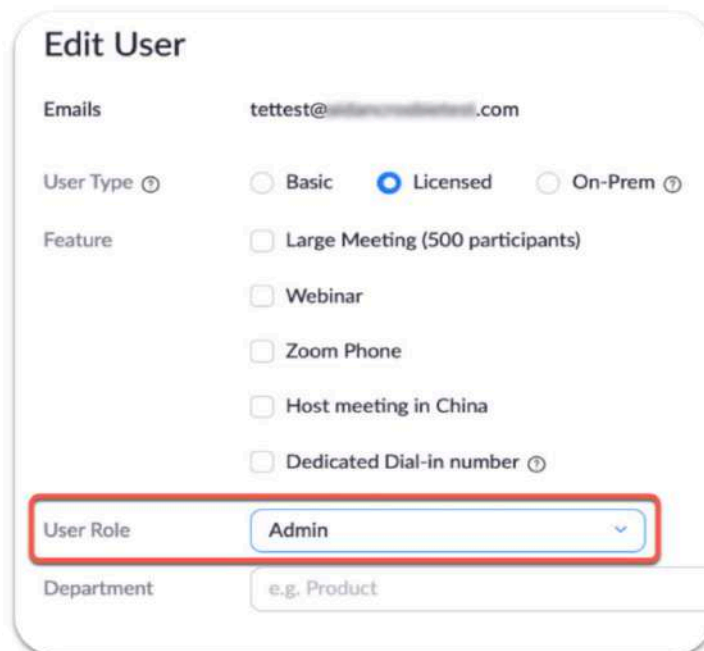 Edit User
Emails tettest@ .com
User Type Basic Licensed On-Prem
Feature Large Meeting (500 participants)
Webinar
Zoom Phone
Host meeting in China
Dedicated Dial-in number
User Role Admin
Department e.g. Product